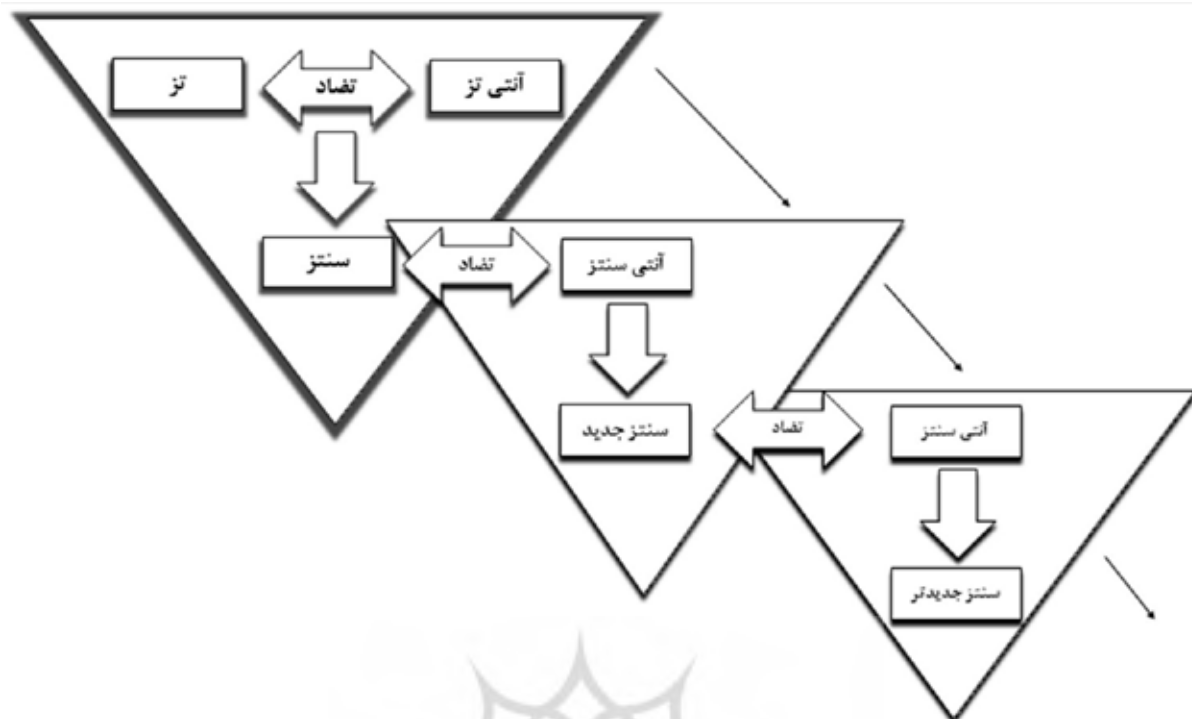 آنتی تز
تضاد
تز
سنتز
تضاد
آنتی سنتز
سنتز جدید
تضاد
آنتی سنتز
سنتز جدیدتر